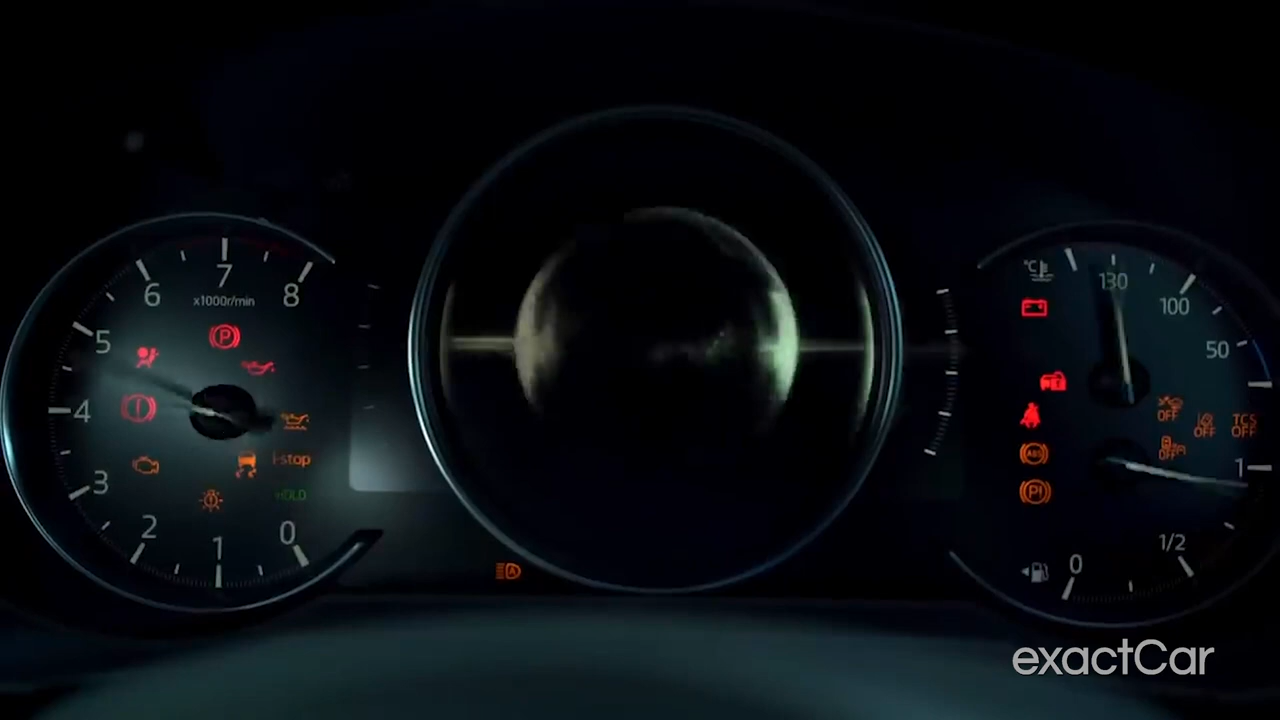 7
6
8
x1000r/min
5
4
3
2
1
0
P
i-stop
HOLD
A
°C
130
100
50
OFF
OFF
TCS
OFF
OFF
ABS
1
1/2
0
exactCar